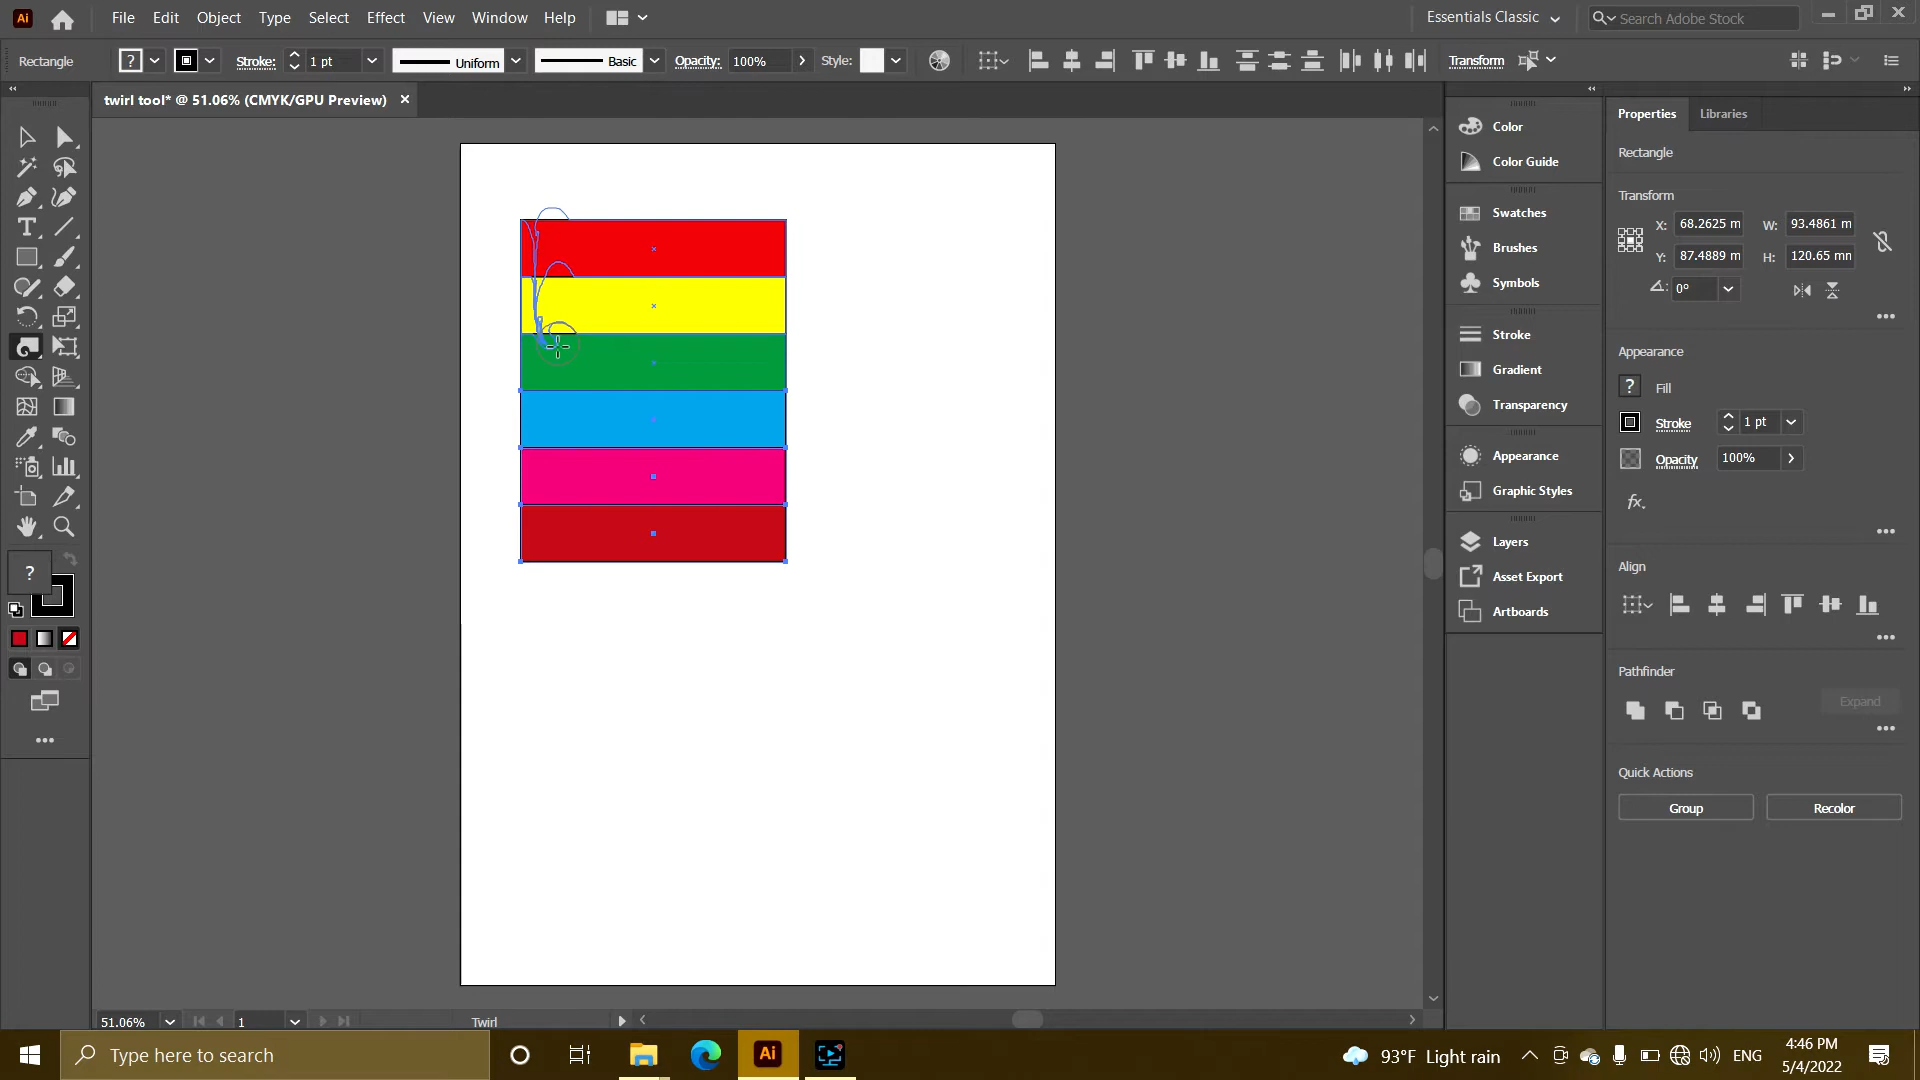 Ai File Edit Object Type Select Effect View Window Help Essentials Classic Search Adobe Stock
Rectangle ? Stroke: 1 pt Uniform Basic Opacity: 100% Style: Transform
twirl tool* @ 51.06% (CMYK/GPU Preview) ×
Color
Color Guide
Swatches
Brushes
Symbols
Stroke
Gradient
Transparency
Appearance
Graphic Styles
Layers
Asset Export
Artboards
Properties Libraries
Rectangle
Transform
X: 68.2625 m W: 93.4861 m
Y: 87.4889 m H: 120.65 mn
0°
Appearance
? Fill
Stroke 1 pt
Opacity 100%
fx.
Align
Pathfinder
Expand
Quick Actions
Group Recolor
T
?
51.06% 1 Twirl
Type here to search Ai 93°F Light rain ENG 4:46 PM
5/4/2022